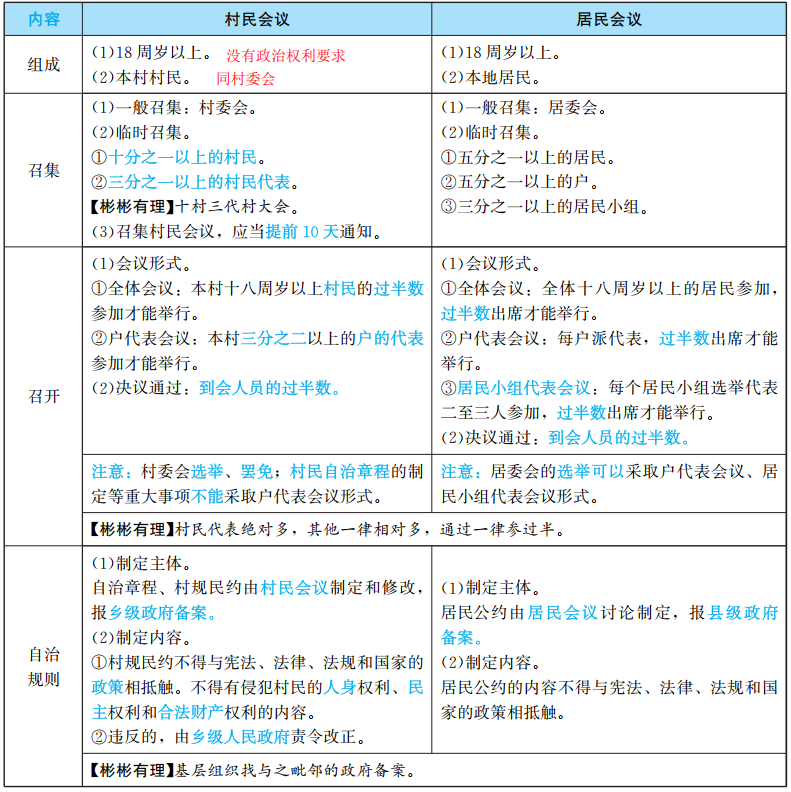 内容
村民会议
居民会议
组成
(1)18周岁以上。 没有政治权利要求
(2)本村村民。 同村委会
(1)18周岁以上。
(2)本地居民。
召集
(1)一般召集:村委会。
(2)临时召集。
①十分之一以上的村民。
②三分之一以上的村民代表。
【彬彬有理】十村三代村大会。
(3)召集村民会议,应当提前10天通知。
(1)一般召集:居委会。
(2)临时召集。
①五分之一以上的居民。
②五分之一以上的户。
③三分之一以上的居民小组。
召开
(1)会议形式。
①全体会议:本村十八周岁以上村民的过半数
参加才能举行。
②户代表会议:本村三分之二以上的户的代表
参加才能举行。
(2)决议通过:到会人员的过半数。
(1)会议形式。
①全体会议:全体十八周岁以上的居民参加,
过半数出席才能举行。
②户代表会议:每户派代表,过半数出席才能
举行。
③居民小组代表会议:每个居民小组选举代表
二至三人参加,过半数出席才能举行。
(2)决议通过:到会人员的过半数。
注意:村委会选举、罢免;村民自治章程的制
定等重大事项不能采取户代表会议形式。
注意:居委会的选举可以采取户代表会议、居
民小组代表会议形式。
【彬彬有理】村民代表绝对多,其他一律相对多,通过一律参过半。
自治
规则
(1)制定主体。
自治章程、村规民约由村民会议制定和修改,
报乡级政府备案。
(2)制定内容。
①村规民约不得与宪法、法律、法规和国家的
政策相抵触。不得有侵犯村民的人身权利、民
主权利和合法财产权利的内容。
②违反的,由乡级人民政府责令改正。
(1)制定主体。
居民公约由居民会议讨论制定,报县级政府
备案。
(2)制定内容。
居民公约的内容不得与宪法、法律、法规和国
家的政策相抵触。
【彬彬有理】基层组织找与之毗邻的政府备案。